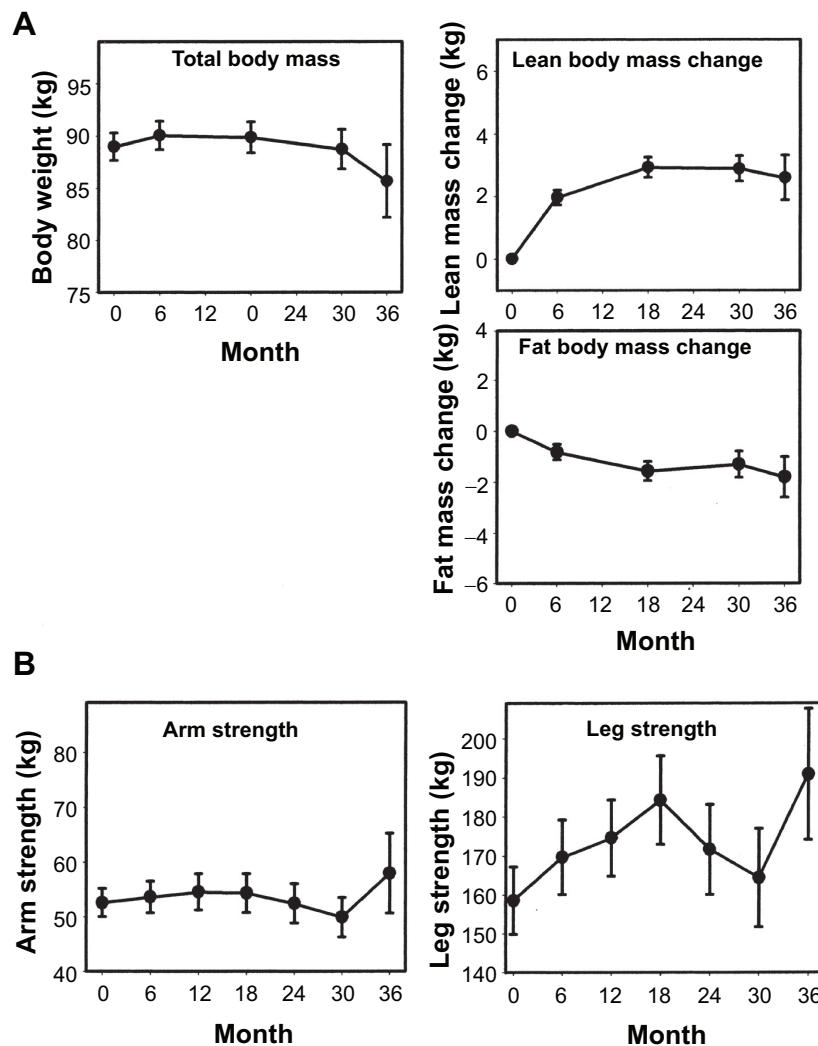 A
Total body mass
Body weight (kg)
95
90
85
80
75
0 6 12 0 24 30 36
Month
Lean body mass change
Lean mass change (kg)
6
4
2
0
0 6 12 18 24 30 36
Fat body mass change
Fat mass change (kg)
4
2
0
–2
–4
–6
0 6 12 18 24 30 36
Month
B
Arm strength
Arm strength (kg)
80
70
60
50
40
0 6 12 18 24 30 36
Month
Leg strength
Leg strength (kg)
200
190
180
170
160
150
140
0 6 12 18 24 30 36
Month